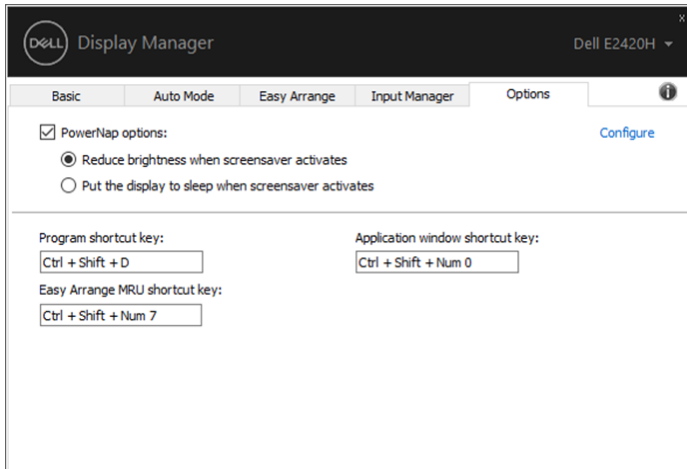 x
DELL Display Manager
Dell E2420H
Basic Auto Mode Easy Arrange Input Manager Options i
PowerNap options:
Configure
Reduce brightness when screensaver activates
Put the display to sleep when screensaver activates
Program shortcut key:
Application window shortcut key:
Ctrl + Shift + D
Ctrl + Shift + Num 0
Easy Arrange MRU shortcut key:
Ctrl + Shift + Num 7